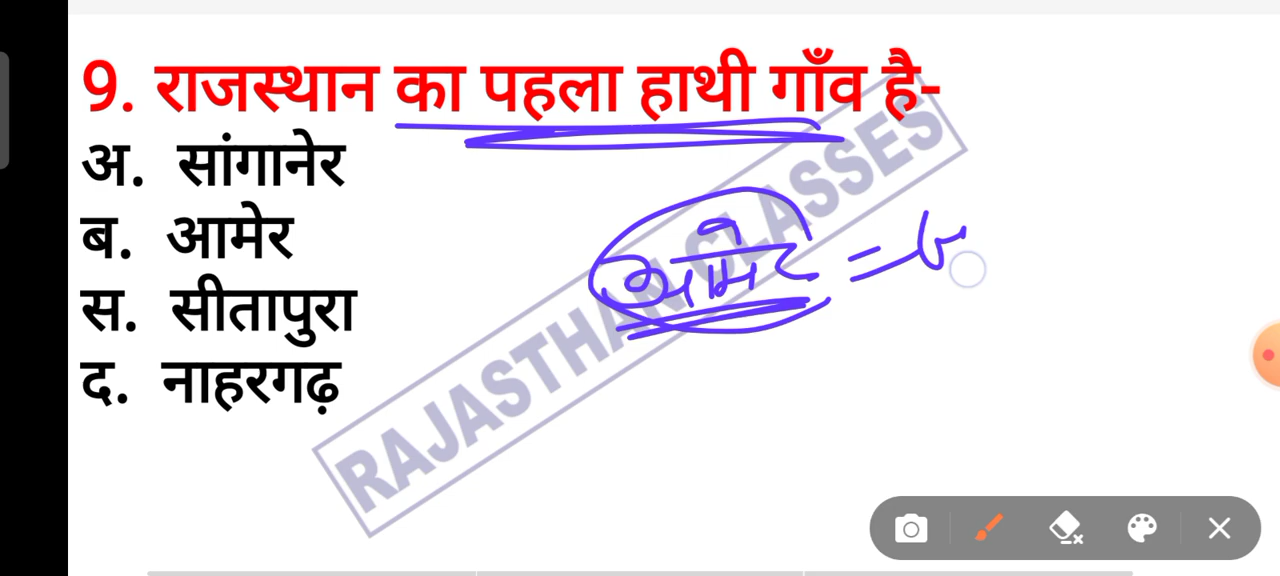 9. राजस्थान का पहला हाथी गाँव है-
अ. सांगानेर
ब. आमेर
स. सीतापुरा
द. नाहरगढ़
आमेर =
RAJASTHAN CLASSES